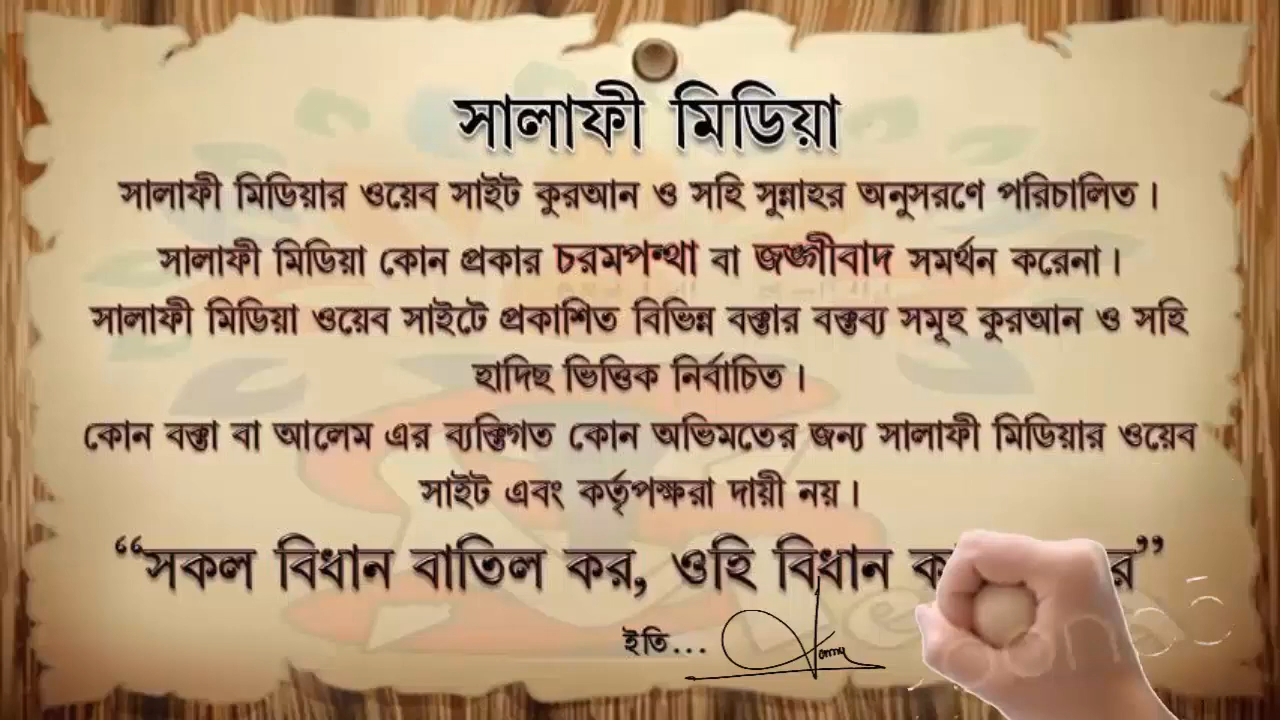 সালাফী মিডিয়া
সালাফী মিডিয়ার ওয়েব সাইট কুরআন ও সহি সুন্নাহর অনুসরণে পরিচালিত।
সালাফী মিডিয়া কোন প্রকার চরমপন্থা বা জঙ্গীবাদ সমর্থন করেনা।
সালাফী মিডিয়া ওয়েব সাইটে প্রকাশিত বিভিন্ন বক্তার বক্তব্য সমূহ কুরআন ও সহি
হাদিছ ভিত্তিক নির্বাচিত।
কোন বক্তা বা আলেম এর ব্যক্তিগত কোন অভিমতের জন্য সালাফী মিডিয়ার ওয়েব
সাইট এবং কর্তৃপক্ষরা দায়ী নয়।
“সকল বিধান বাতিল কর, ওহি বিধান
ইতি...